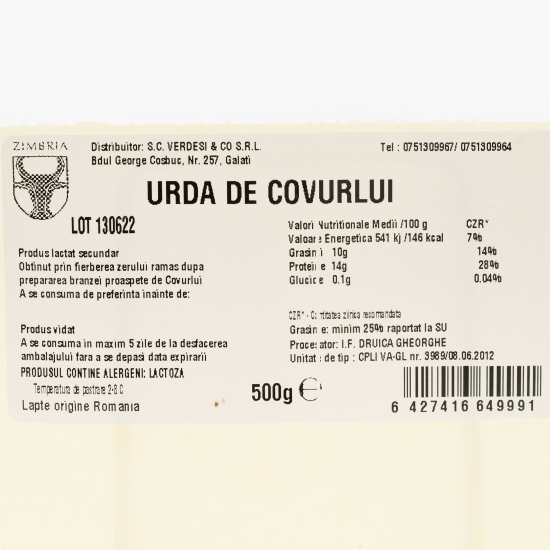 ZIMBRIA
Distribuitor: S.C. VERDESI & CO S.R.L.
Bdul George Cosbuc, Nr. 257, Galati
Tel : 0751309967/ 0751309964
URDA DE COVURLUI
LOT 130622
Produs lactat secundar
Obtinut prin fierberea zerului ramas dupa
prepararea branzei proaspete de Covurlui
A se consuma de preferinta inainte de:
Valori Nutritionale Medii /100 g CZR*
Valoare Energetica 541 kj /146 kcal 7%
Grasimi 10g 14%
Proteine 14g 28%
Glucide 0.1g 0.04%
CZR* - Cantitatea zilnica recomandata
Grasime: minim 25% raportat la SU
Procesator: I.F. DRUICA GHEORGHE
Unitate de tip : CPLI VA-GL nr. 3989/08.06.2012
Produs vidat
A se consuma in maxim 5 zile de la desfacerea
ambalajului fara a se depasi data expirarii
PRODUSUL CONTINE ALERGENI: LACTOZA
Temperatura de pastrare 2-8 C
Lapte origine Romania
500g ℮
6 427416 649991